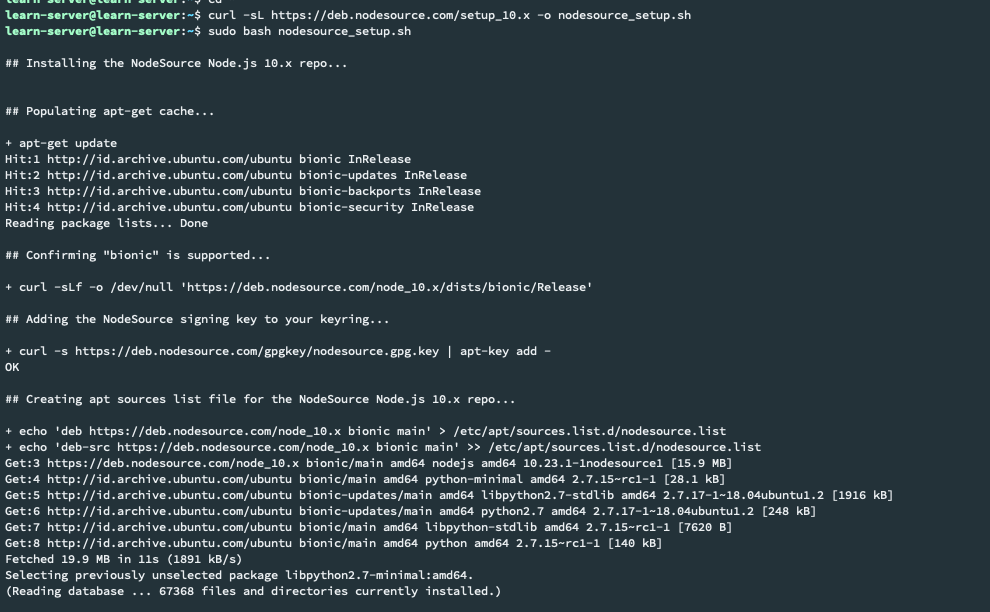 learn-server@learn-server:~$ cd
learn-server@learn-server:~$ curl -sL https://deb.nodesource.com/setup_10.x -o nodesource_setup.sh
learn-server@learn-server:~$ sudo bash nodesource_setup.sh
## Installing the NodeSource Node.js 10.x repo...
## Populating apt-get cache...
+ apt-get update
Hit:1 http://id.archive.ubuntu.com/ubuntu bionic InRelease
Hit:2 http://id.archive.ubuntu.com/ubuntu bionic-updates InRelease
Hit:3 http://id.archive.ubuntu.com/ubuntu bionic-backports InRelease
Hit:4 http://id.archive.ubuntu.com/ubuntu bionic-security InRelease
Reading package lists... Done
## Confirming "bionic" is supported...
+ curl -sLf -o /dev/null 'https://deb.nodesource.com/node_10.x/dists/bionic/Release'
## Adding the NodeSource signing key to your keyring...
+ curl -s https://deb.nodesource.com/gpgkey/nodesource.gpg.key | apt-key add -
OK
## Creating apt sources list file for the NodeSource Node.js 10.x repo...
+ echo 'deb https://deb.nodesource.com/node_10.x bionic main' > /etc/apt/sources.list.d/nodesource.list
+ echo 'deb-src https://deb.nodesource.com/node_10.x bionic main' >> /etc/apt/sources.list.d/nodesource.list
Get:3 https://deb.nodesource.com/node_10.x bionic/main amd64 nodejs amd64 10.23.1-1nodesource1 [15.9 MB]
Get:4 http://id.archive.ubuntu.com/ubuntu bionic/main amd64 python-minimal amd64 2.7.15~rc1-1 [28.1 kB]
Get:5 http://id.archive.ubuntu.com/ubuntu bionic-updates/main amd64 libpython2.7-stdlib amd64 2.7.17-1~18.04ubuntu1.2 [1916 kB]
Get:6 http://id.archive.ubuntu.com/ubuntu bionic-updates/main amd64 python2.7 amd64 2.7.17-1~18.04ubuntu1.2 [248 kB]
Get:7 http://id.archive.ubuntu.com/ubuntu bionic/main amd64 libpython-stdlib amd64 2.7.15~rc1-1 [7620 B]
Get:8 http://id.archive.ubuntu.com/ubuntu bionic/main amd64 python amd64 2.7.15~rc1-1 [140 kB]
Fetched 19.9 MB in 11s (1891 kB/s)
Selecting previously unselected package libpython2.7-minimal:amd64.
(Reading database ... 67368 files and directories currently installed.)